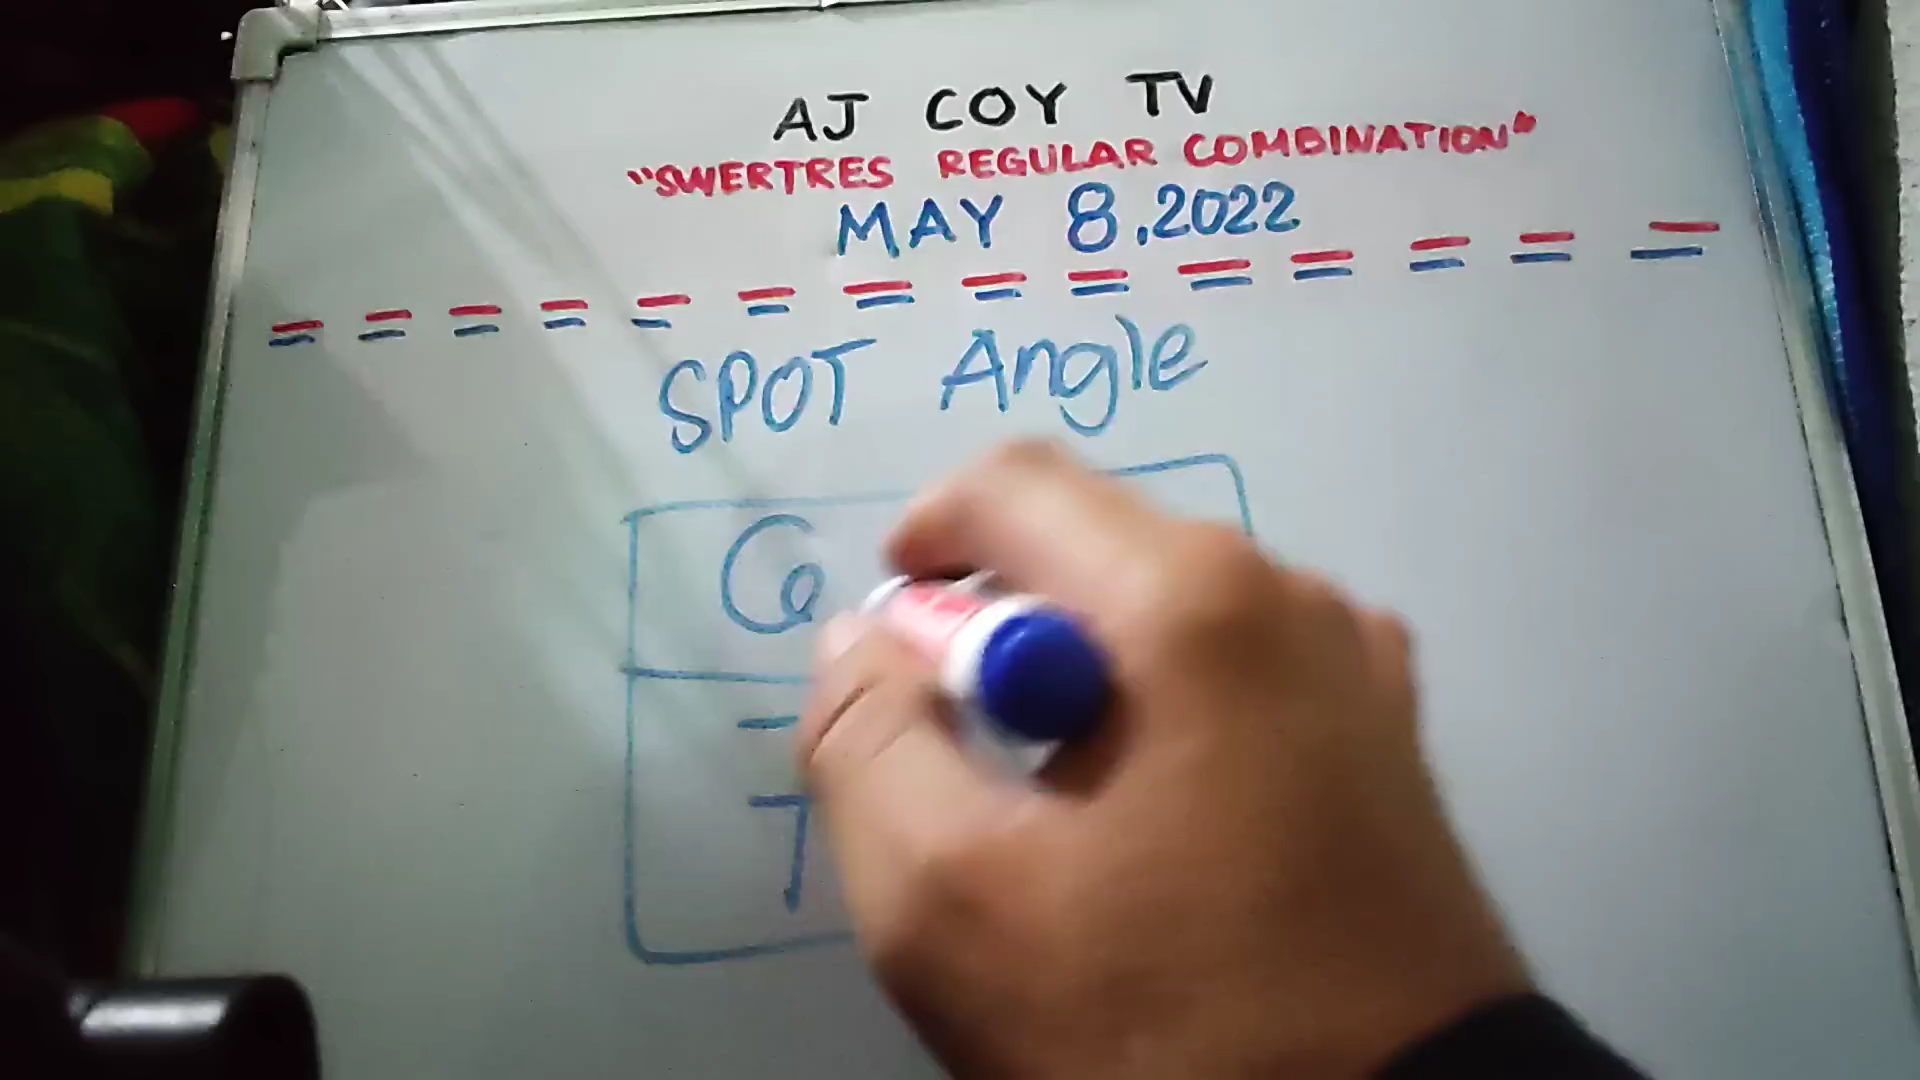 AJ COY TV
"SWERTRES REGULAR COMBINATION"
MAY 8, 2022
SPOT Angle
6
7